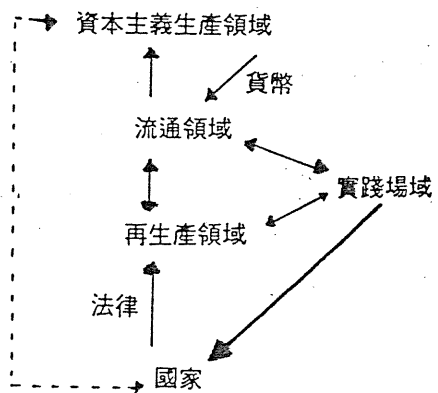 資本主義生產領域
貨幣
流通領域
實踐場域
再生產領域
法律
國家